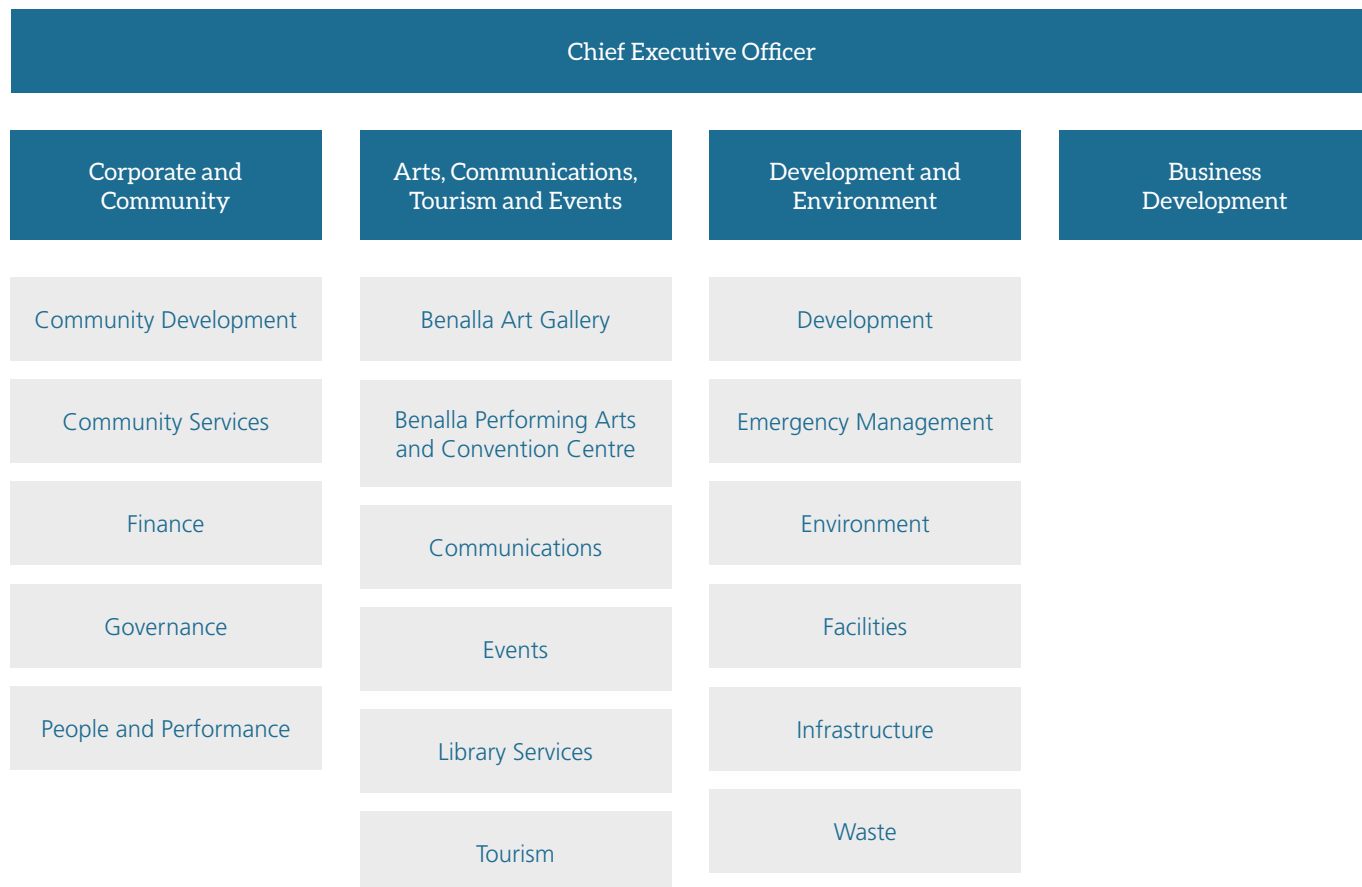 Chief Executive Officer
Corporate and
Community
Arts, Communications,
Tourism and Events
Development and
Environment
Business
Development
Community Development
Community Services
Finance
Governance
People and Performance
Benalla Art Gallery
Benalla Performing Arts
and Convention Centre
Communications
Events
Library Services
Tourism
Development
Emergency Management
Environment
Facilities
Infrastructure
Waste